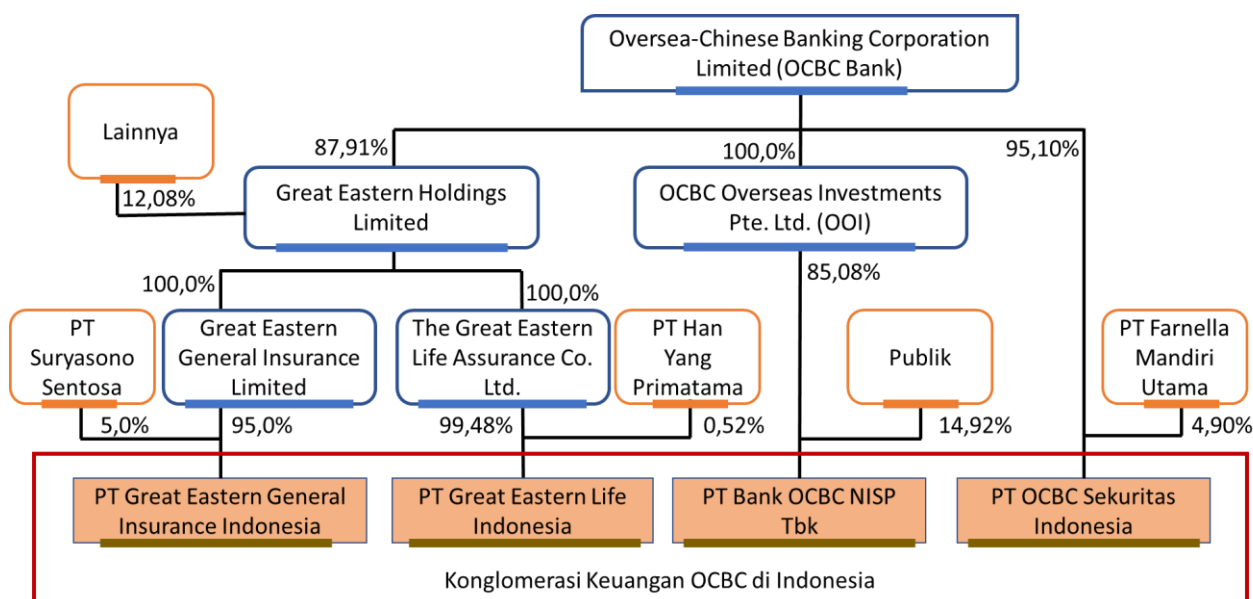 Oversea-Chinese Banking Corporation
Limited (OCBC Bank)
Lainnya
87,91%
100,0%
95,10%
12,08%
Great Eastern Holdings
Limited
OCBC Overseas Investments
Pte. Ltd. (OOI)
100,0%
100,0%
85,08%
PT
Suryasono
Sentosa
Great Eastern
General Insurance
Limited
The Great Eastern
Life Assurance Co.
Ltd.
PT Han
Yang
Primatama
Publik
PT Farnella
Mandiri
Utama
5,0%
95,0%
99,48%
0,52%
14,92%
4,90%
PT Great Eastern General
Insurance Indonesia
PT Great Eastern Life
Indonesia
PT Bank OCBC NISP
Tbk
PT OCBC Sekuritas
Indonesia
Konglomerasi Keuangan OCBC di Indonesia